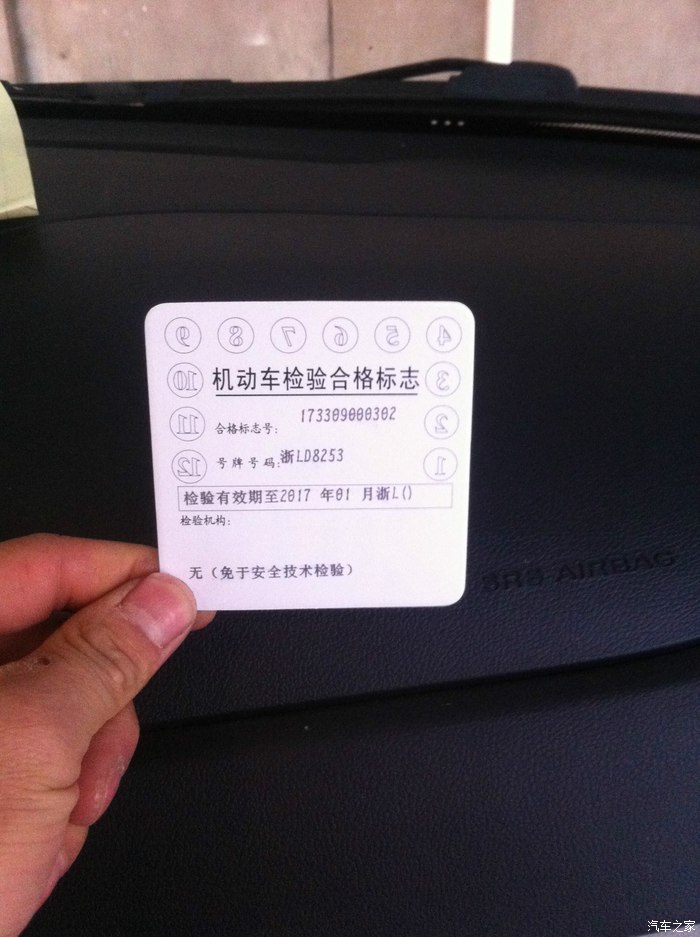 9 8 7 6 5 4
10 机动车检验合格标志 3
11 合格标志号: 173309000302 2
12 号牌号码: 浙LD8253 1
检验有效期至2017 年01 月浙L()
检验机构:
SRS AIRBAG
无（免于安全技术检验）
汽车之家